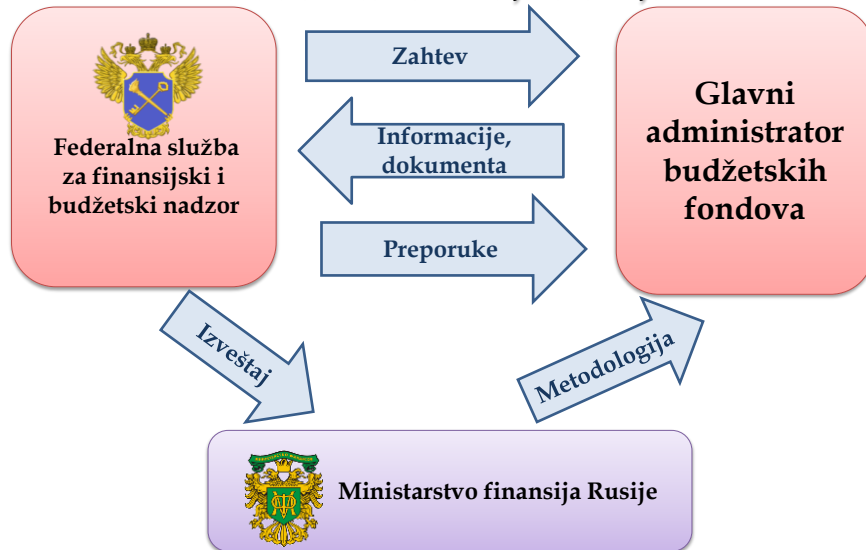 Federalna služba
za finansijski i
budžetski nadzor
Zahtev
Informacije,
dokumenta
Preporuke
Glavni
administrator
budžetskih
fondova
Izveštaj
Metodologija
Ministarstvo finansija Rusije